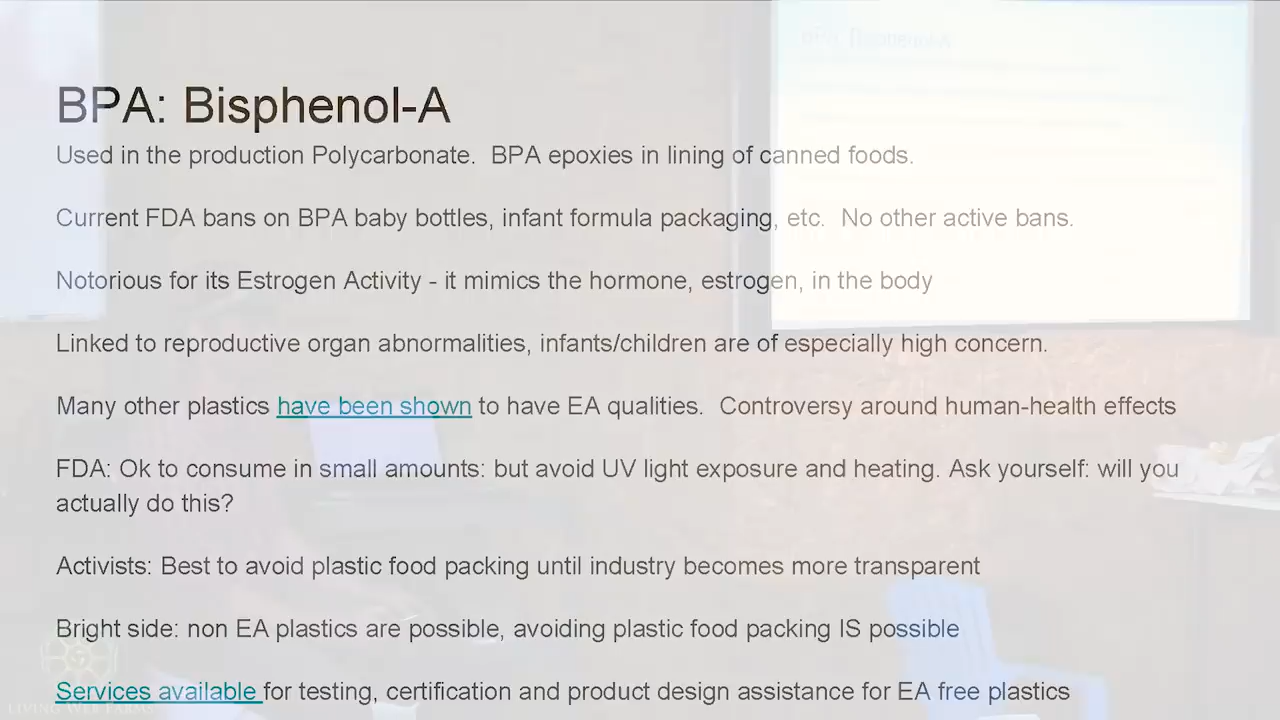 BPA: Bisphenol-A
Used in the production Polycarbonate.  BPA epoxies in lining of canned foods.
Current FDA bans on BPA baby bottles, infant formula packaging, etc.  No other active bans.
Notorious for its Estrogen Activity - it mimics the hormone, estrogen, in the body
Linked to reproductive organ abnormalities, infants/children are of especially high concern.
Many other plastics have been shown to have EA qualities.  Controversy around human-health effects
FDA: Ok to consume in small amounts: but avoid UV light exposure and heating. Ask yourself: will you
actually do this?
Activists: Best to avoid plastic food packing until industry becomes more transparent
Bright side: non EA plastics are possible, avoiding plastic food packing IS possible
Services available for testing, certification and product design assistance for EA free plastics
LIVING WEB FARMS